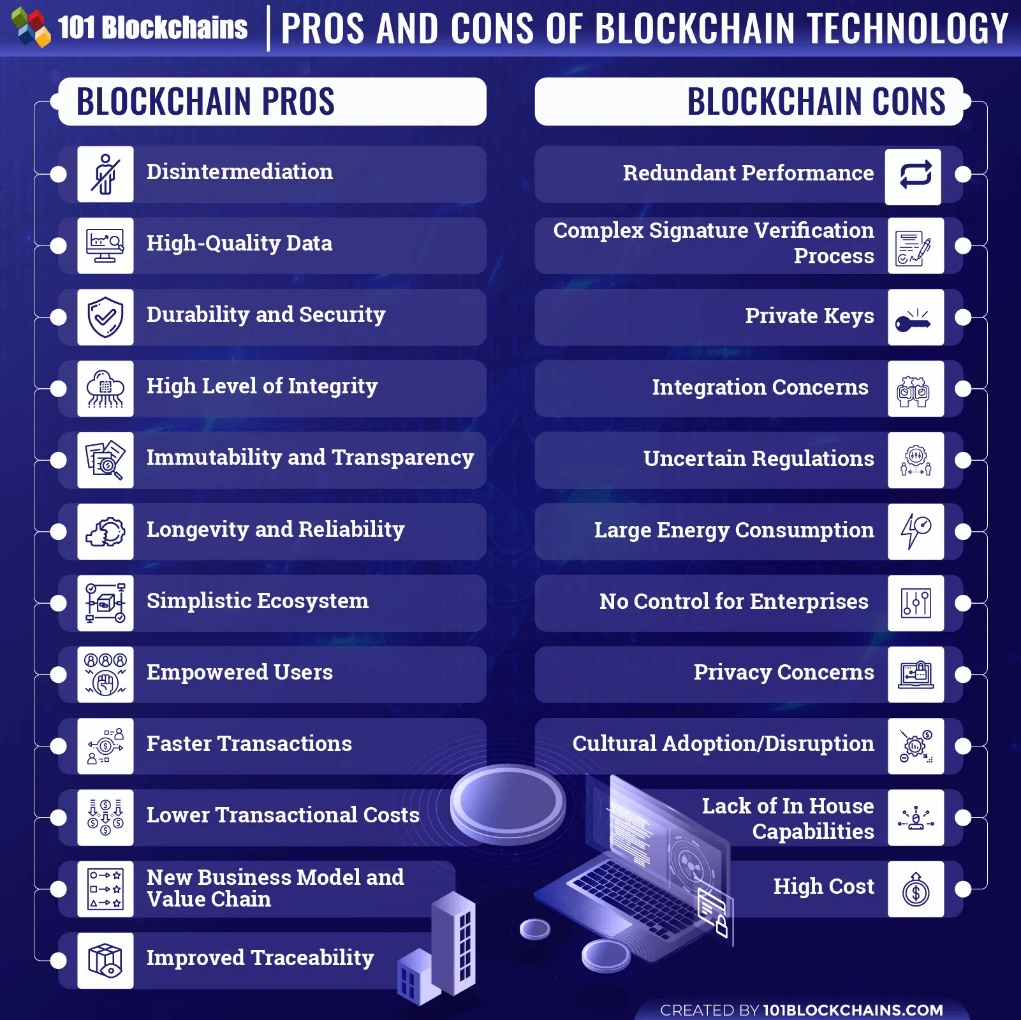 101 Blockchains
PROS AND CONS OF BLOCKCHAIN TECHNOLOGY
BLOCKCHAIN PROS
Disintermediation
High-Quality Data
Durability and Security
High Level of Integrity
Immutability and Transparency
Longevity and Reliability
Simplistic Ecosystem
Empowered Users
Faster Transactions
Lower Transactional Costs
New Business Model and
Value Chain
Improved Traceability
BLOCKCHAIN CONS
Redundant Performance
Complex Signature Verification
Process
Private Keys
Integration Concerns
Uncertain Regulations
Large Energy Consumption
No Control for Enterprises
Privacy Concerns
Cultural Adoption/Disruption
Lack of In House
Capabilities
High Cost
CREATED BY 101BLOCKCHAINS.COM